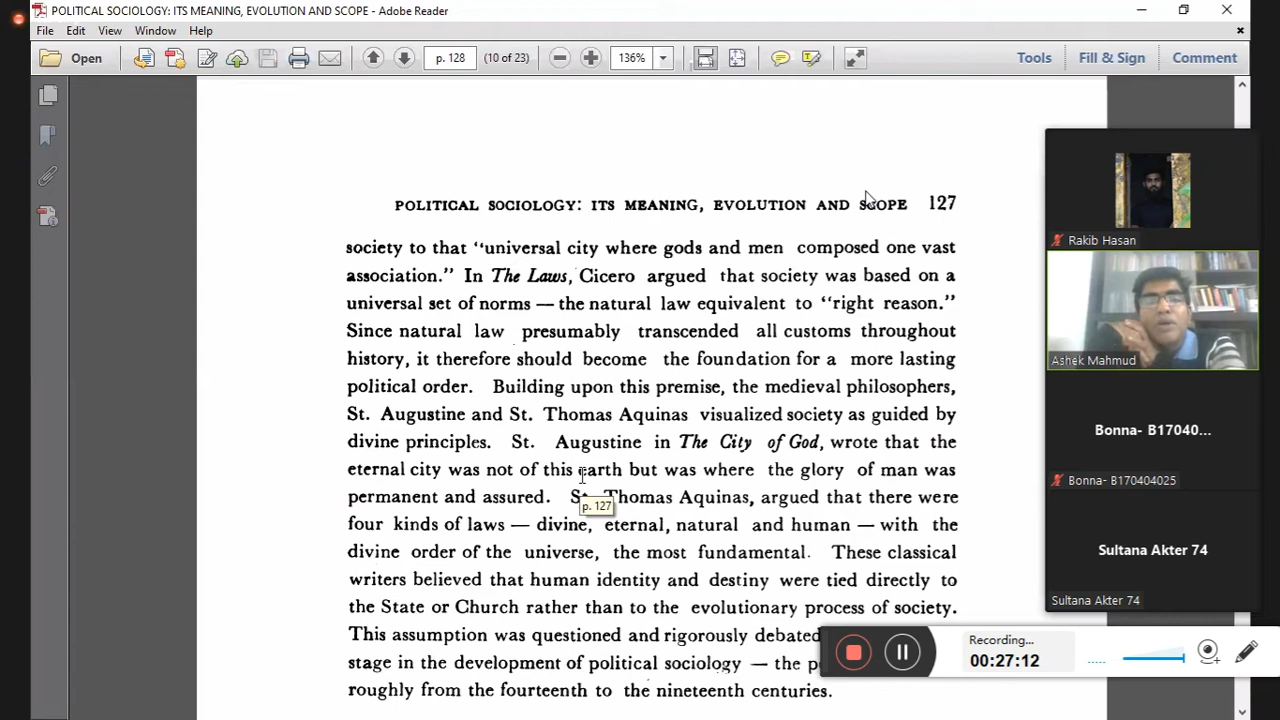 POLITICAL SOCIOLOGY: ITS MEANING, EVOLUTION AND SCOPE - Adobe Reader
File Edit View Window Help
Open p. 128 (10 of 23) 136% Tools Fill & Sign Comment
POLITICAL SOCIOLOGY: ITS MEANING, EVOLUTION AND SCOPE 127
society to that “universal city where gods and men composed one vast
association.” In The Laws, Cicero argued that society was based on a
universal set of norms — the natural law equivalent to “right reason.”
Since natural law presumably transcended all customs throughout
history, it therefore should become the foundation for a more lasting
political order. Building upon this premise, the medieval philosophers,
St. Augustine and St. Thomas Aquinas visualized society as guided by
divine principles. St. Augustine in The City of God, wrote that the
eternal city was not of this earth but was where the glory of man was
permanent and assured. St. Thomas Aquinas, argued that there were
p. 127
four kinds of laws — divine, eternal, natural and human — with the
divine order of the universe, the most fundamental. These classical
writers believed that human identity and destiny were tied directly to
the State or Church rather than to the evolutionary process of society.
This assumption was questioned and rigorously debated
stage in the development of political sociology — the
roughly from the fourteenth to the nineteenth centuries.
Rakib Hasan
Ashek Mahmud
Bonna- B17040...
Bonna- B170404025
Sultana Akter 74
Sultana Akter 74
Recording...
00:27:12